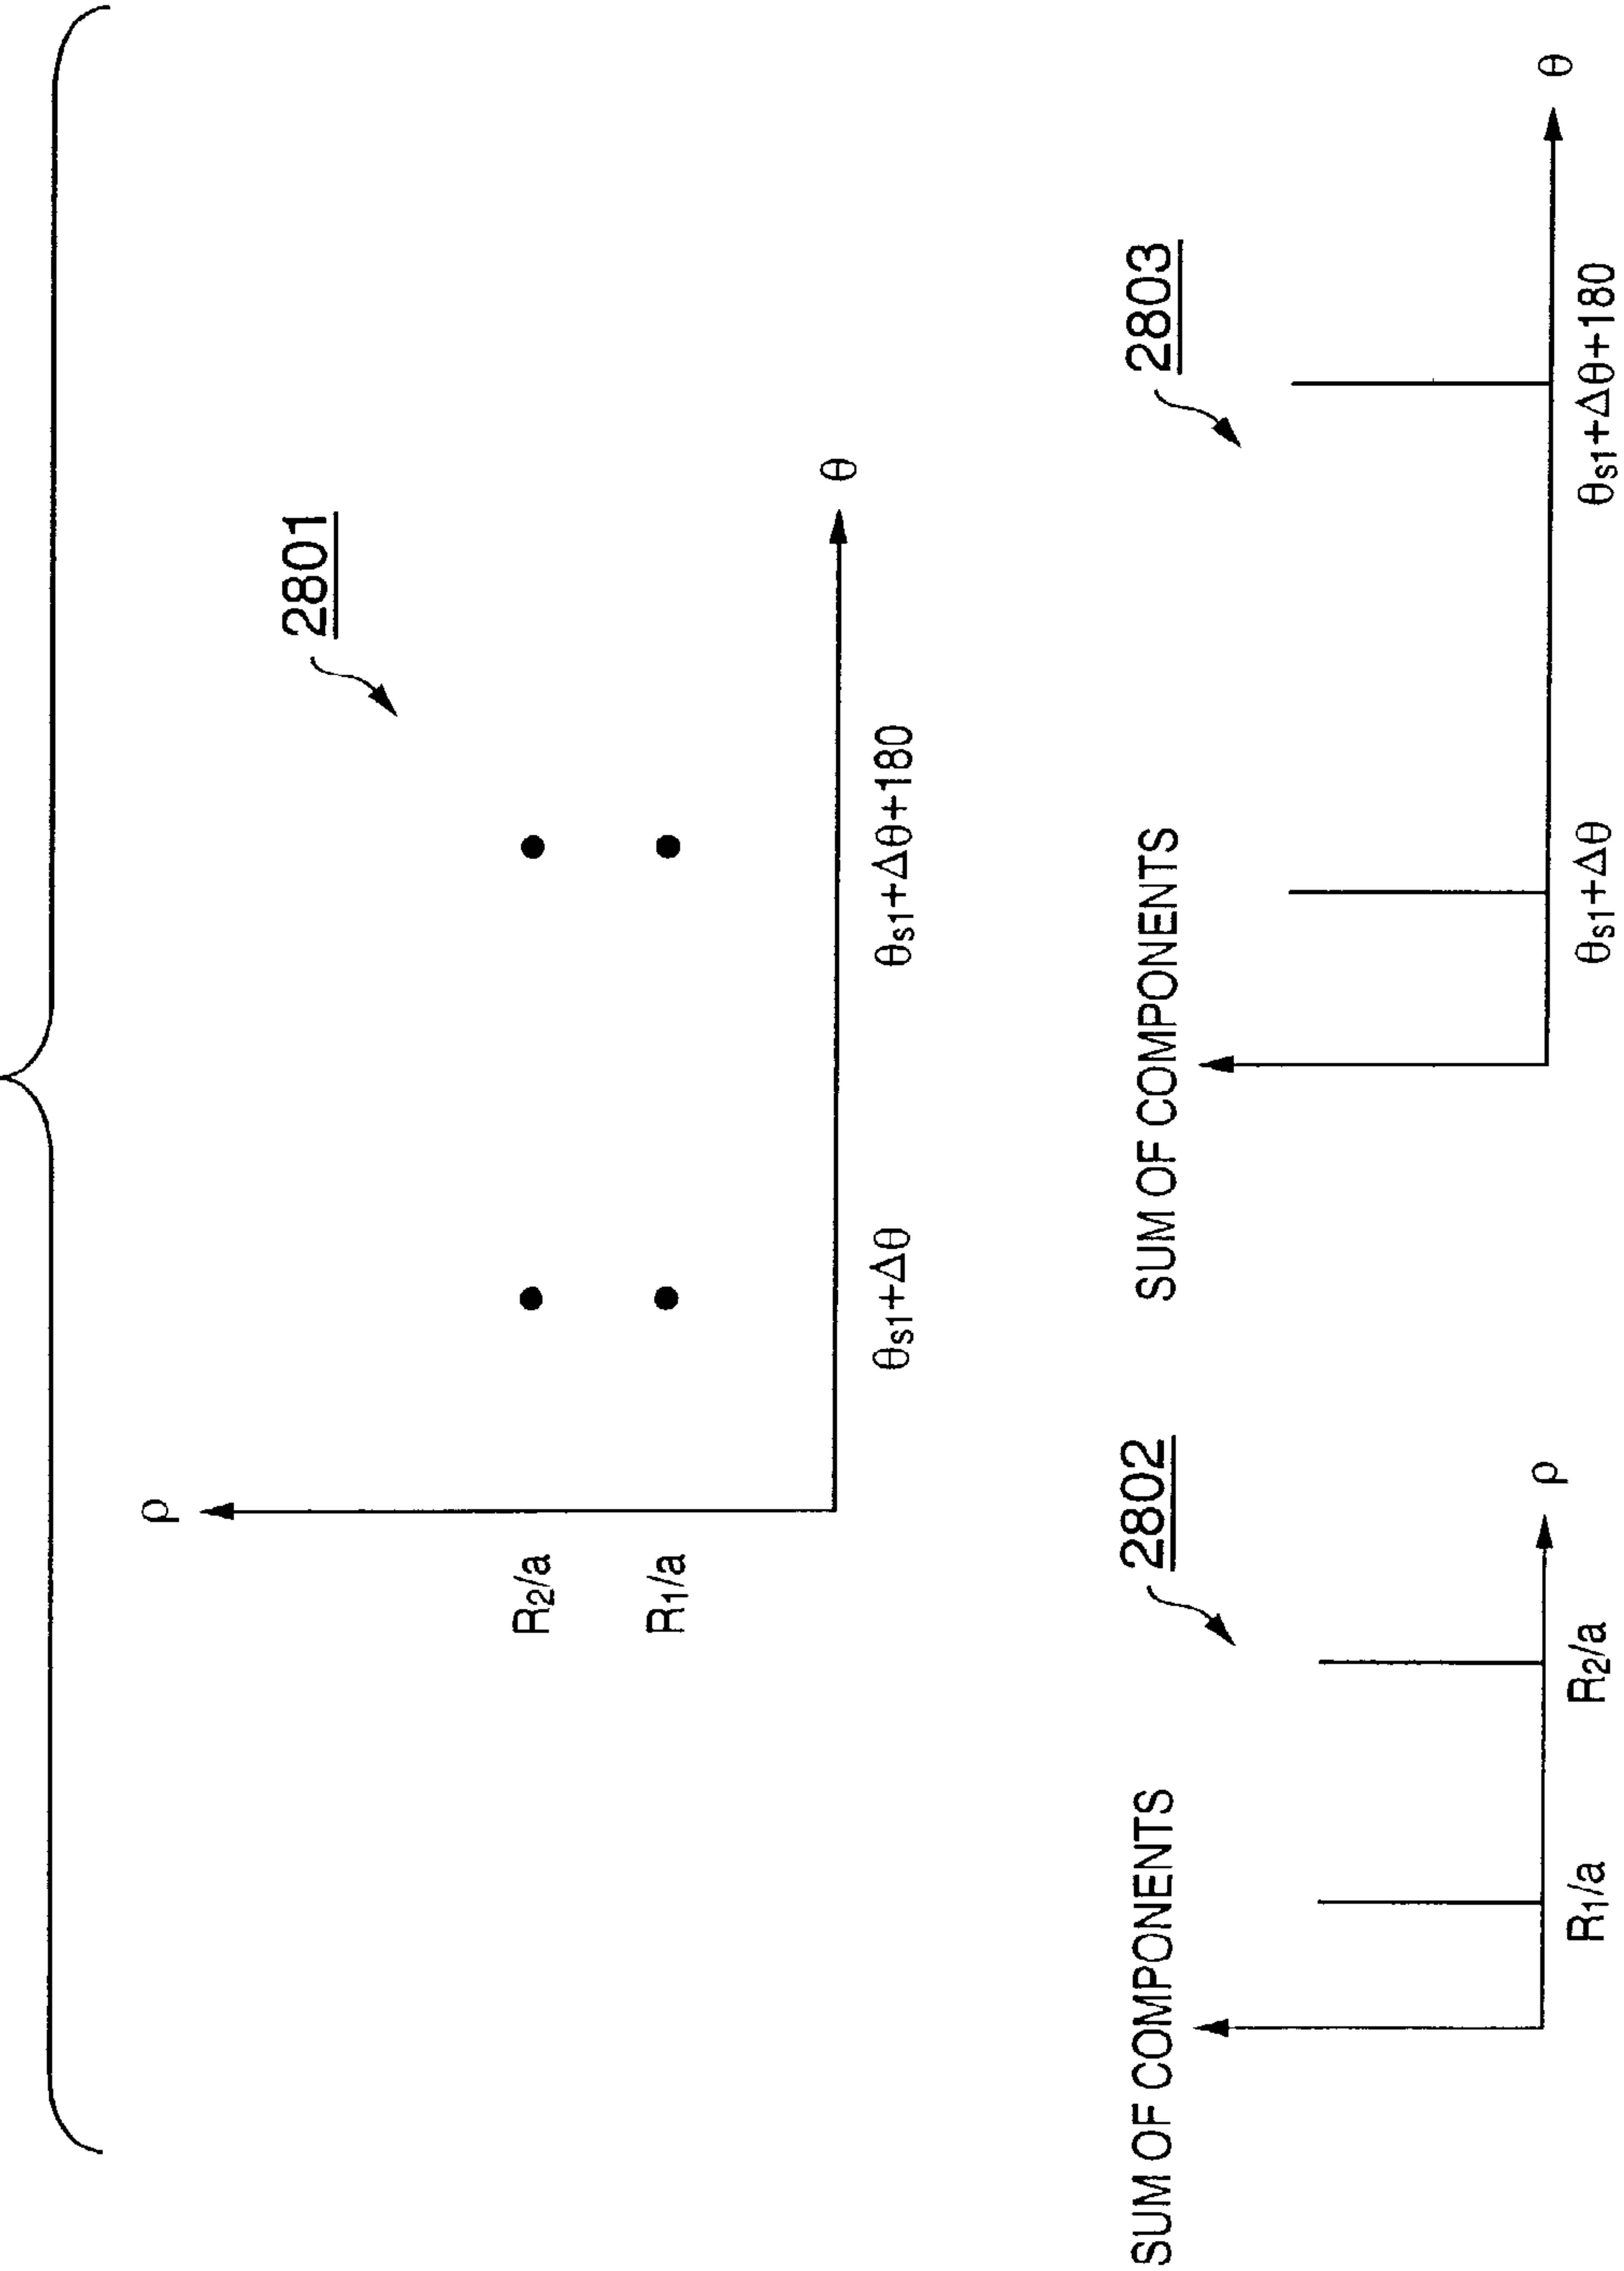 2801
ρ
R2/a
R1/a
θs1+Δθ
θs1+Δθ+180
θ
2802
SUM OF COMPONENTS
R1/a
R2/a
ρ
2803
SUM OF COMPONENTS
θs1+Δθ
θs1+Δθ+180
θ